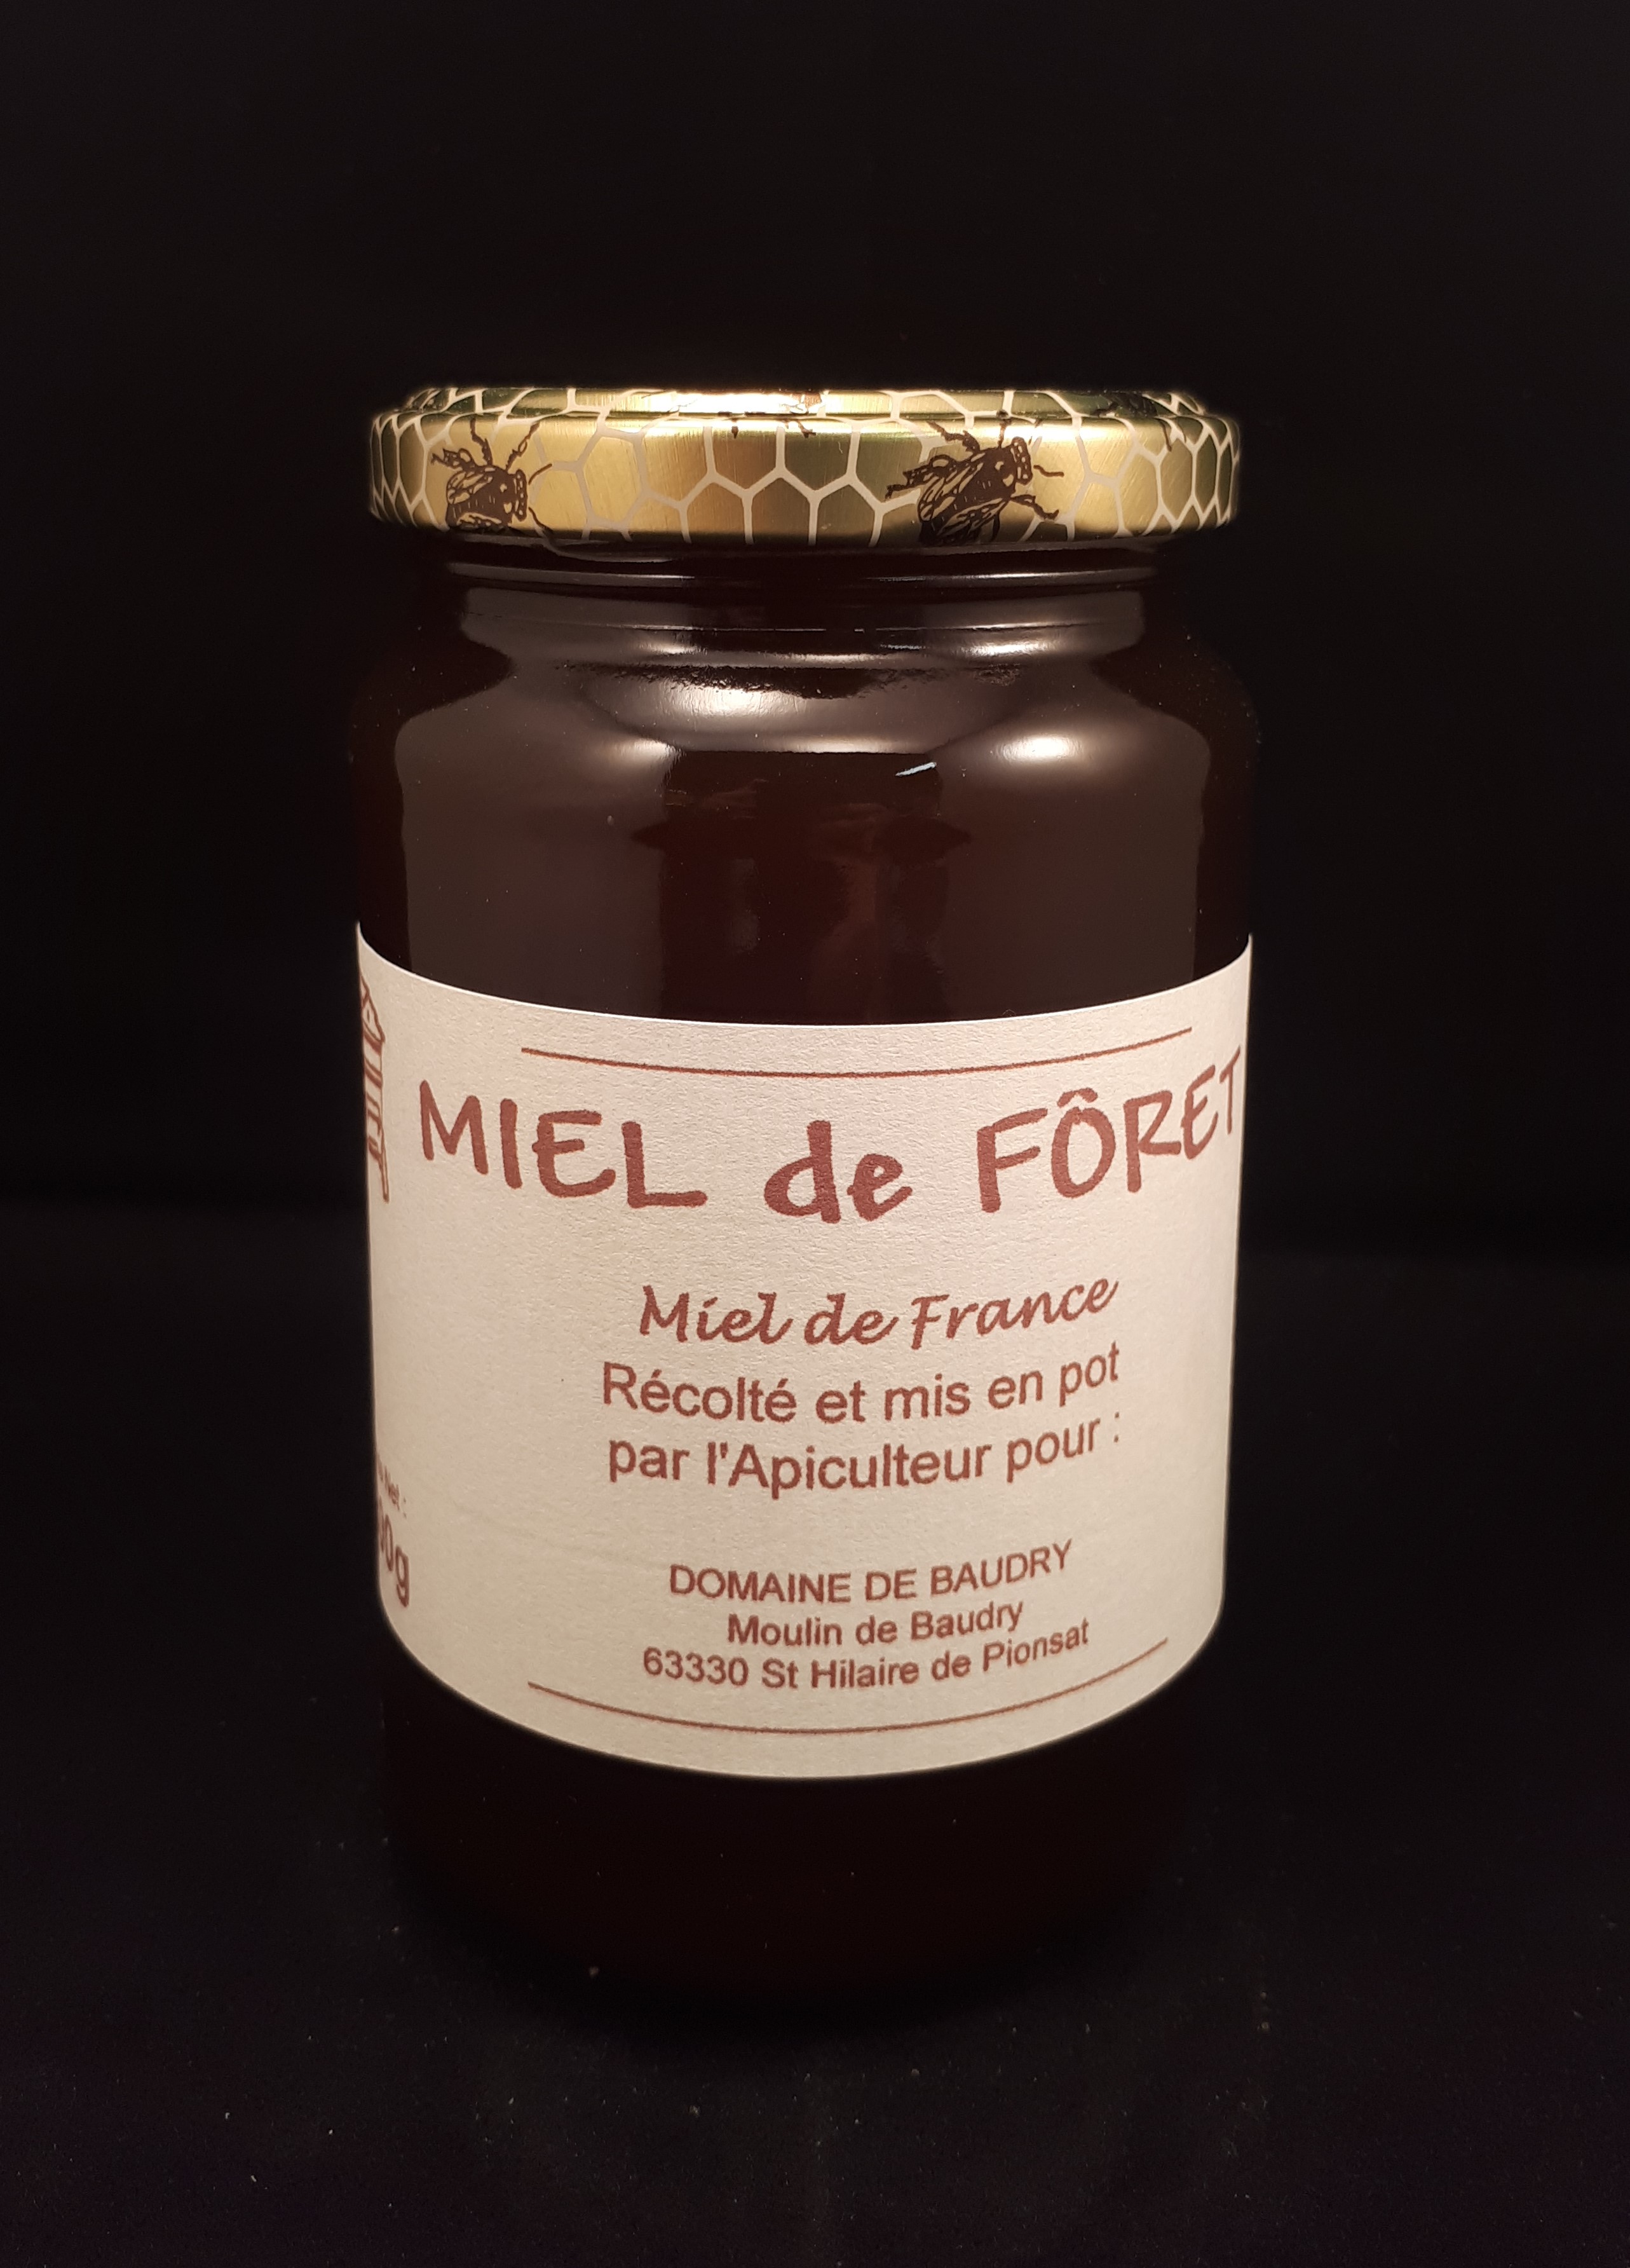 MIEL de FÔRET
Miel de France
Récolté et mis en pot
par l'Apiculteur pour :
Net :
DOMAINE DE BAUDRY
Moulin de Baudry
63330 St Hilaire de Pionsat